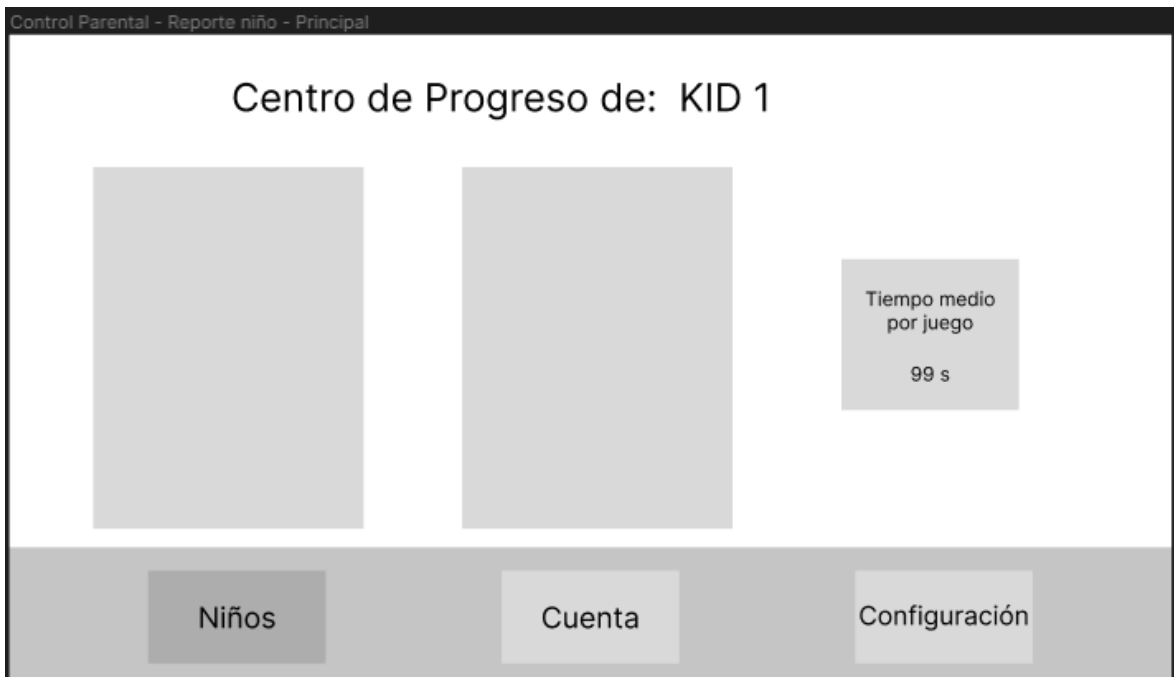 Control Parental - Reporte niño - Principal
Centro de Progreso de: KID 1
Tiempo medio
por juego
99 s
Niños
Cuenta
Configuración